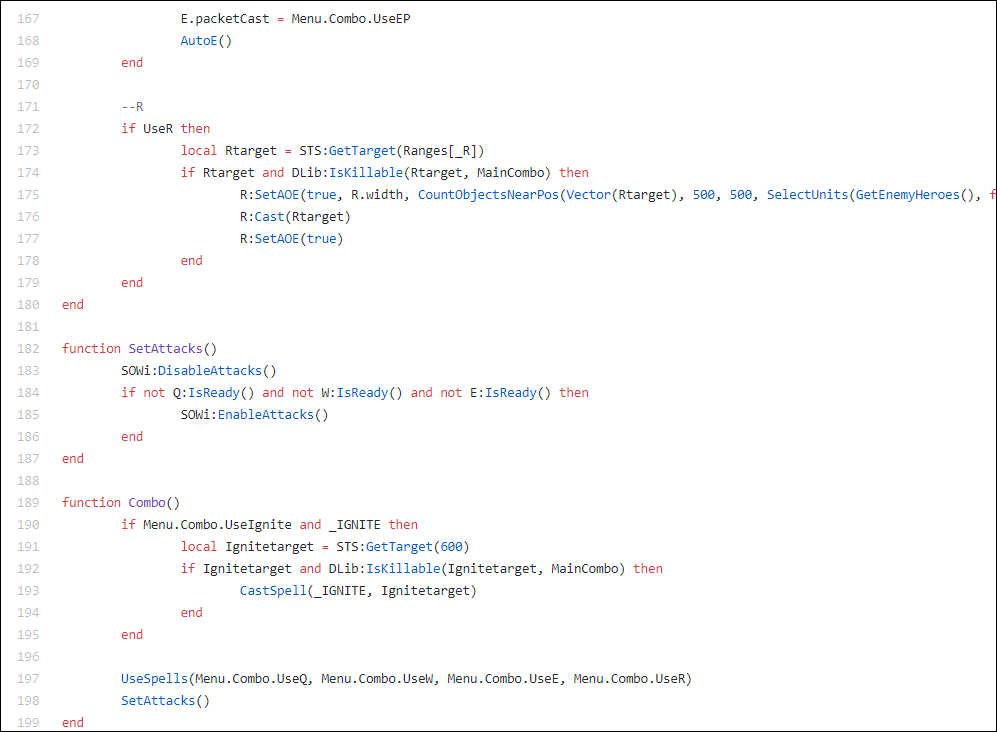 167 E.packetCast = Menu.Combo.UseEP
168 AutoE()
169 end
170
171 --R
172 if UseR then
173 local Rtarget = STS:GetTarget(Ranges[_R])
174 if Rtarget and DLib:IsKillable(Rtarget, MainCombo) then
175 R:SetAOE(true, R.width, CountObjectsNearPos(Vector(Rtarget), 500, 500, SelectUnits(GetEnemyHeroes(), f
176 R:Cast(Rtarget)
177 R:SetAOE(true)
178 end
179 end
180 end
181
182 function SetAttacks()
183 SOWi:DisableAttacks()
184 if not Q:IsReady() and not W:IsReady() and not E:IsReady() then
185 SOWi:EnableAttacks()
186 end
187 end
188
189 function Combo()
190 if Menu.Combo.UseIgnite and _IGNITE then
191 local Ignitetarget = STS:GetTarget(600)
192 if Ignitetarget and DLib:IsKillable(Ignitetarget, MainCombo) then
193 CastSpell(_IGNITE, Ignitetarget)
194 end
195 end
196
197 UseSpells(Menu.Combo.UseQ, Menu.Combo.UseW, Menu.Combo.UseE, Menu.Combo.UseR)
198 SetAttacks()
199 end